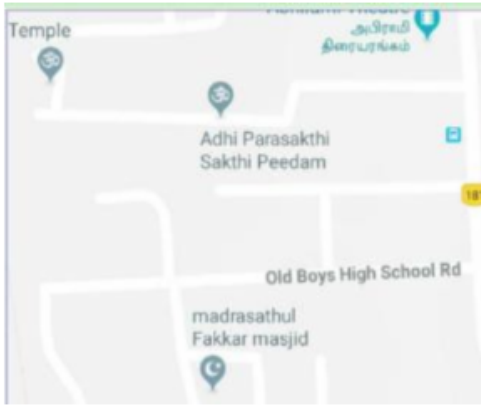 Temple
அபிராமி
திரையரங்கம்
Adhi Parasakthi
Sakthi Peedam
Old Boys High School Rd
madrasathul
Fakkar masjid